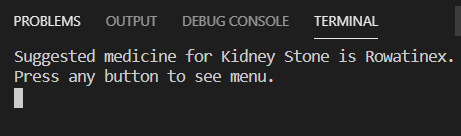 PROBLEMS OUTPUT DEBUG CONSOLE TERMINAL
Suggested medicine for Kidney Stone is Rowatinex.
Press any button to see menu.